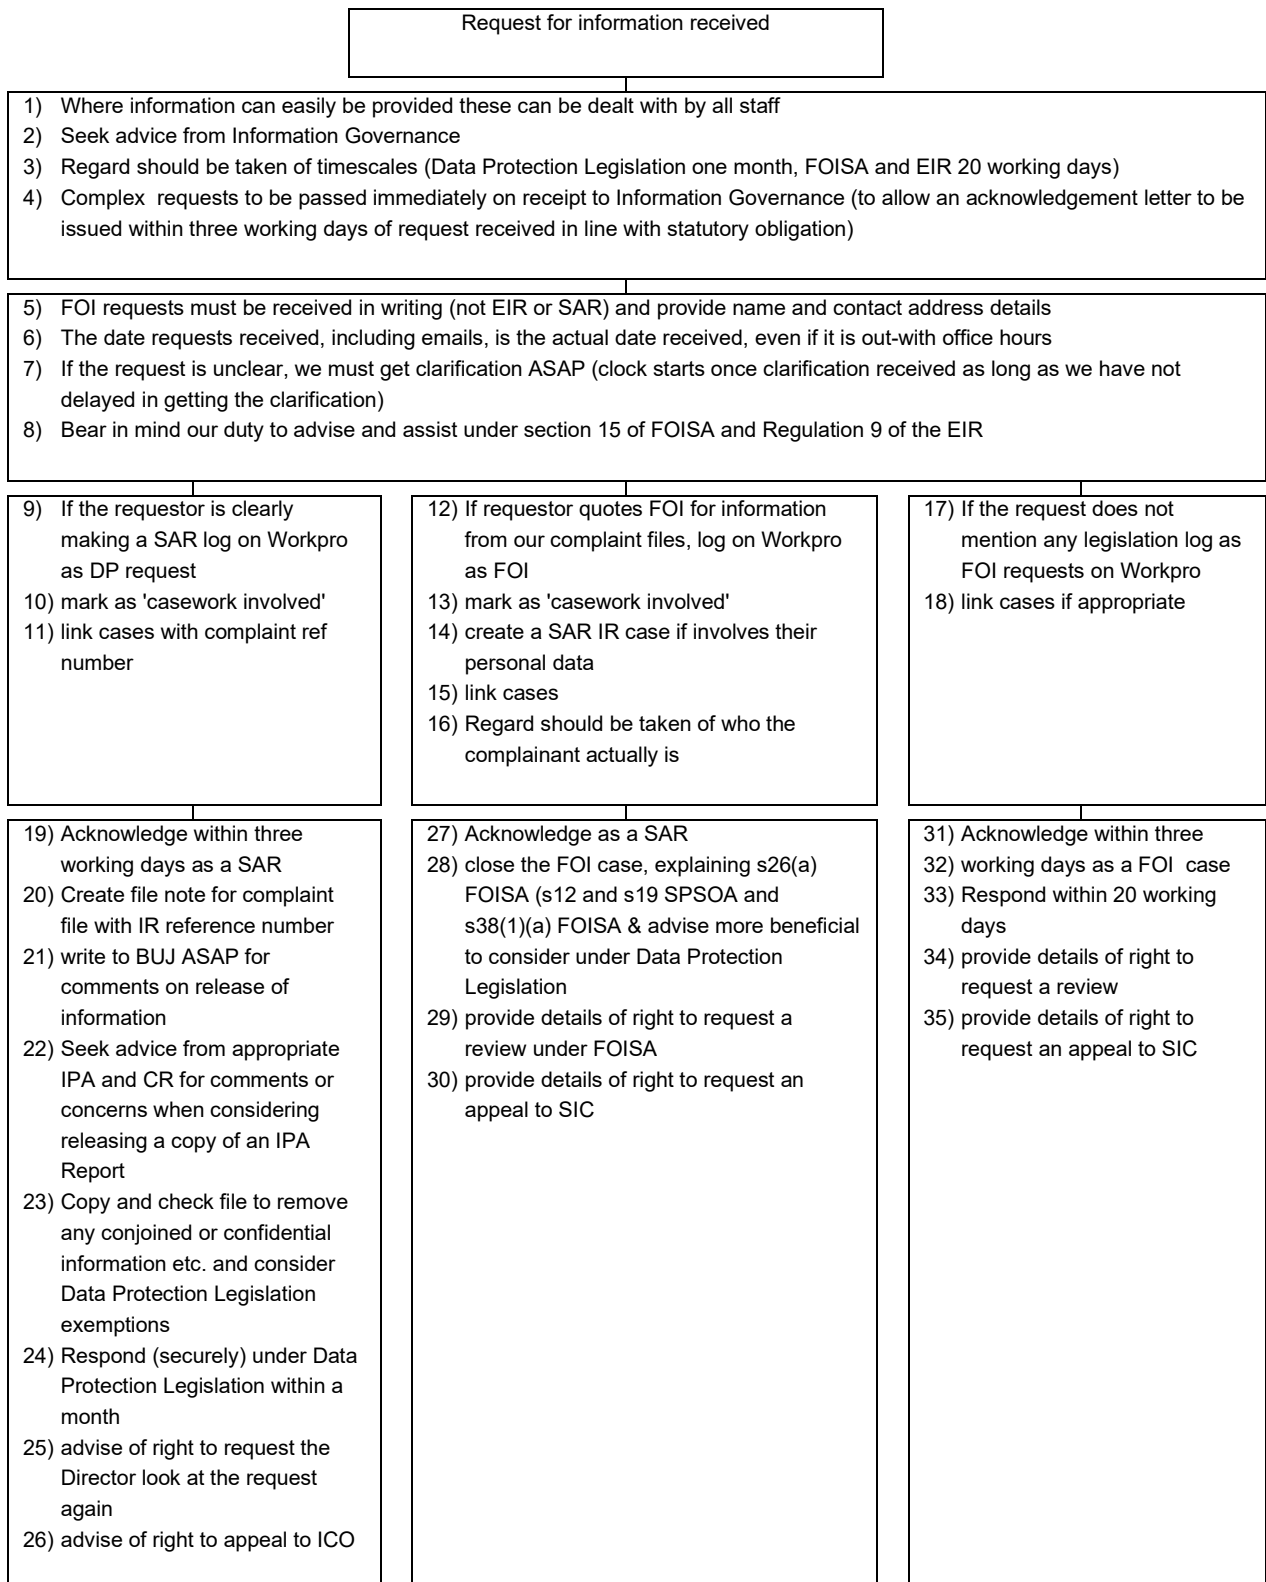 Request for information received
1) Where information can easily be provided these can be dealt with by all staff
2) Seek advice from Information Governance
3) Regard should be taken of timescales (Data Protection Legislation one month, FOISA and EIR 20 working days)
4) Complex requests to be passed immediately on receipt to Information Governance (to allow an acknowledgement letter to be
issued within three working days of request received in line with statutory obligation)
5) FOI requests must be received in writing (not EIR or SAR) and provide name and contact address details
6) The date requests received, including emails, is the actual date received, even if it is out-with office hours
7) If the request is unclear, we must get clarification ASAP (clock starts once clarification received as long as we have not
delayed in getting the clarification)
8) Bear in mind our duty to advise and assist under section 15 of FOISA and Regulation 9 of the EIR
9) If the requestor is clearly
making a SAR log on Workpro
as DP request
10) mark as 'casework involved'
11) link cases with complaint ref
number
12) If requestor quotes FOI for information
from our complaint files, log on Workpro
as FOI
13) mark as 'casework involved'
14) create a SAR IR case if involves their
personal data
15) link cases
16) Regard should be taken of who the
complainant actually is
17) If the request does not
mention any legislation log as
FOI requests on Workpro
18) link cases if appropriate
19) Acknowledge within three
working days as a SAR
20) Create file note for complaint
file with IR reference number
21) write to BUJ ASAP for
comments on release of
information
22) Seek advice from appropriate
IPA and CR for comments or
concerns when considering
releasing a copy of an IPA
Report
23) Copy and check file to remove
any conjoined or confidential
information etc. and consider
Data Protection Legislation
exemptions
24) Respond (securely) under Data
Protection Legislation within a
month
25) advise of right to request the
Director look at the request
again
26) advise of right to appeal to ICO
27) Acknowledge as a SAR
28) close the FOI case, explaining s26(a)
FOISA (s12 and s19 SPSOA and
s38(1)(a) FOISA & advise more beneficial
to consider under Data Protection
Legislation
29) provide details of right to request a
review under FOISA
30) provide details of right to request an
appeal to SIC
31) Acknowledge within three
32) working days as a FOI case
33) Respond within 20 working
days
34) provide details of right to
request a review
35) provide details of right to
request an appeal to SIC